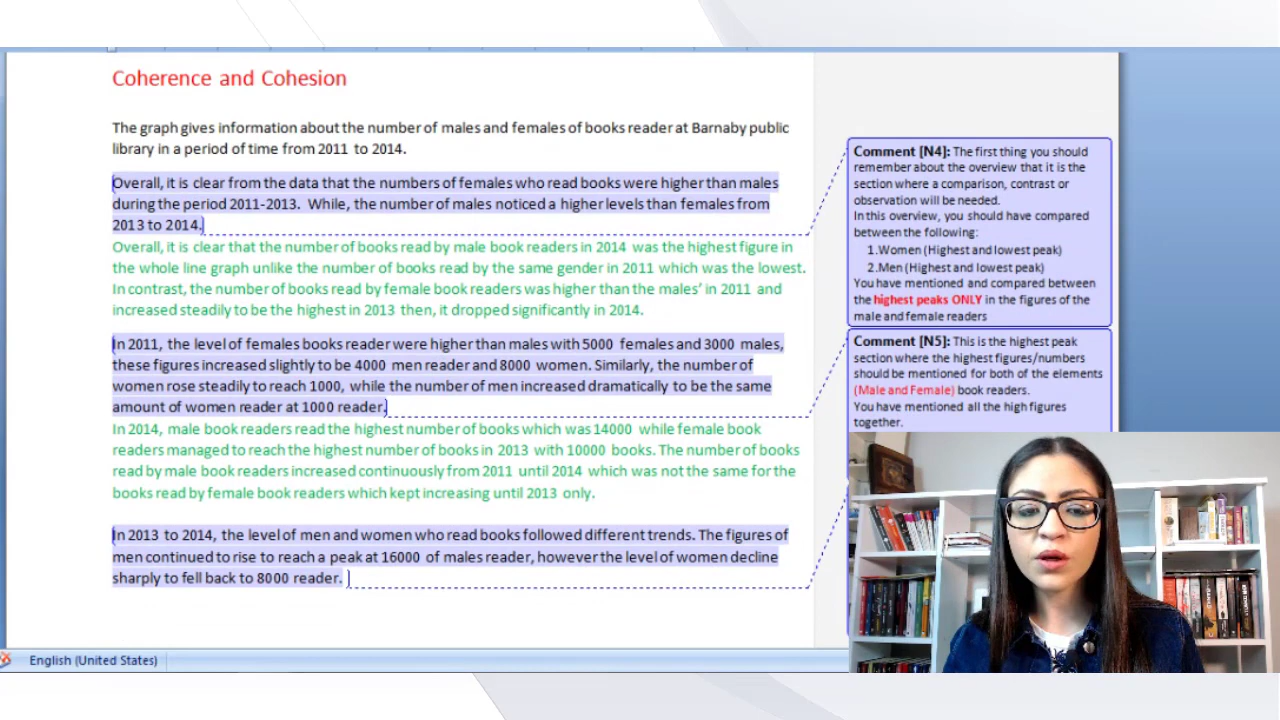 Coherence and Cohesion
The graph gives information about the number of males and females of books reader at Barnaby public
library in a period of time from 2011 to 2014.
Overall, it is clear from the data that the numbers of females who read books were higher than males
during the period 2011-2013. While, the number of males noticed a higher levels than females from
2013 to 2014.
Overall, it is clear that the number of books read by male book readers in 2014 was the highest figure in
the whole line graph unlike the number of books read by the same gender in 2011 which was the lowest.
In contrast, the number of books read by female book readers was higher than the males' in 2011 and
increased steadily to be the highest in 2013 then, it dropped significantly in 2014.
In 2011, the level of females books reader were higher than males with 5000 females and 3000 males,
these figures increased slightly to be 4000 men reader and 8000 women. Similarly, the number of
women rose steadily to reach 1000, while the number of men increased dramatically to be the same
amount of women reader at 1000 reader.
In 2014, male book readers read the highest number of books which was 14000 while female book
readers managed to reach the highest number of books in 2013 with 10000 books. The number of books
read by male book readers increased continuously from 2011 until 2014 which was not the same for the
books read by female book readers which kept increasing until 2013 only.
In 2013 to 2014, the level of men and women who read books followed different trends. The figures of
men continued to rise to reach a peak at 16000 of males reader, however the level of women decline
sharply to fell back to 8000 reader.
Comment [N4]: The first thing you should
remember about the overview that it is the
section where a comparison, contrast or
observation will be needed.
In this overview, you should have compared
between the following:
1.Women (Highest and lowest peak)
2.Men (Highest and lowest peak)
You have mentioned and compared between
the highest peaks ONLY in the figures of the
male and female readers
Comment [N5]: This is the highest peak
section where the highest figures/numbers
should be mentioned for both of the elements
(Male and Female) book readers.
You have mentioned all the high figures
together.
English (United States)